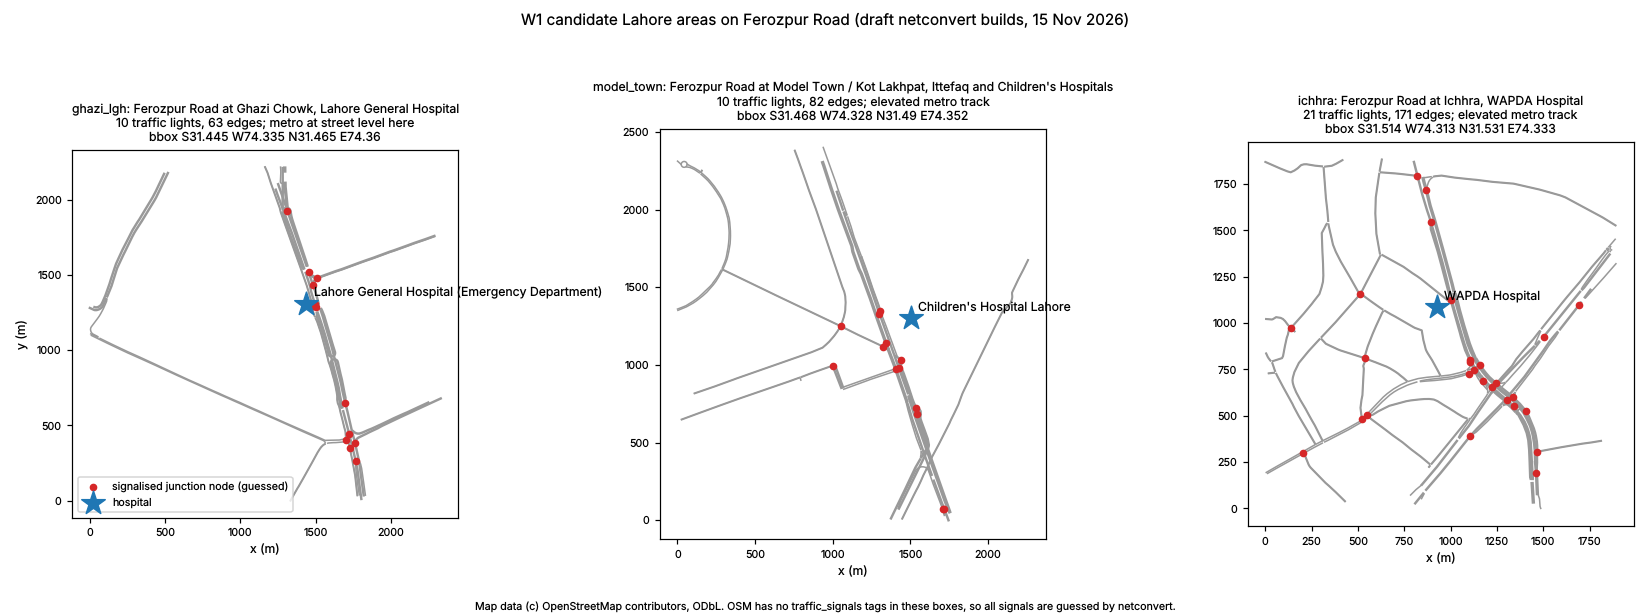 W1 candidate Lahore areas on Ferozpur Road (draft netconvert builds, 15 Nov 2026)
ghazi_lgh: Ferozpur Road at Ghazi Chowk, Lahore General Hospital
10 traffic lights, 63 edges; metro at street level here
bbox S31.445 W74.335 N31.465 E74.36
2000
1500
1000
500
0
y (m)
Lahore General Hospital (Emergency Department)
signalised junction node (guessed)
hospital
0 500 1000 1500 2000
x (m)
model_town: Ferozpur Road at Model Town / Kot Lakhpat, Ittefaq and Children's Hospitals
10 traffic lights, 82 edges; elevated metro track
bbox S31.468 W74.328 N31.49 E74.352
2500
2000
1500
1000
500
0
Children's Hospital Lahore
0 500 1000 1500 2000
x (m)
ichhra: Ferozpur Road at Ichhra, WAPDA Hospital
21 traffic lights, 171 edges; elevated metro track
bbox S31.514 W74.313 N31.531 E74.333
1750
1500
1250
1000
750
500
250
0
WAPDA Hospital
0 250 500 750 1000 1250 1500 1750
x (m)
Map data (c) OpenStreetMap contributors, ODbL. OSM has no traffic_signals tags in these boxes, so all signals are guessed by netconvert.